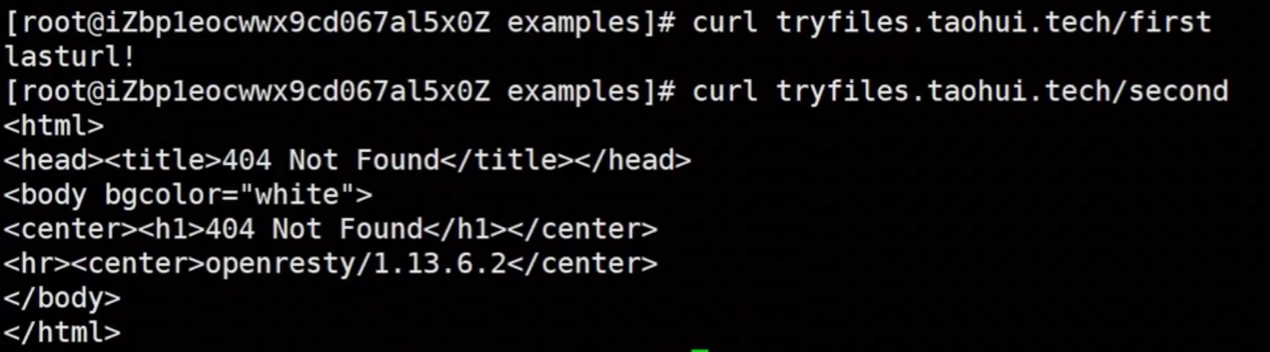 [root@iZbp1eocwwx9cd067al5x0Z examples]# curl tryfiles.taohui.tech/first
lasturl!
[root@iZbp1eocwwx9cd067al5x0Z examples]# curl tryfiles.taohui.tech/second
<html>
<head><title>404 Not Found</title></head>
<body bgcolor="white">
<center><h1>404 Not Found</h1></center>
<hr><center>openresty/1.13.6.2</center>
</body>
</html>